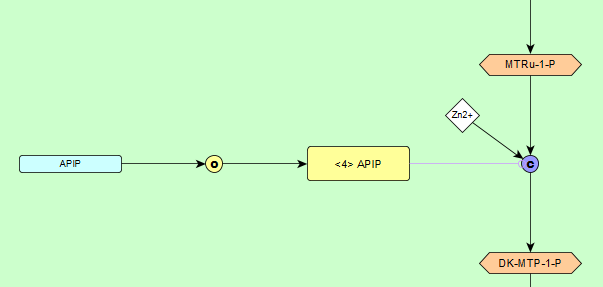 MTRu-1-P
Zn2+
APIP
o
<4> APIP
c
DK-MTP-1-P